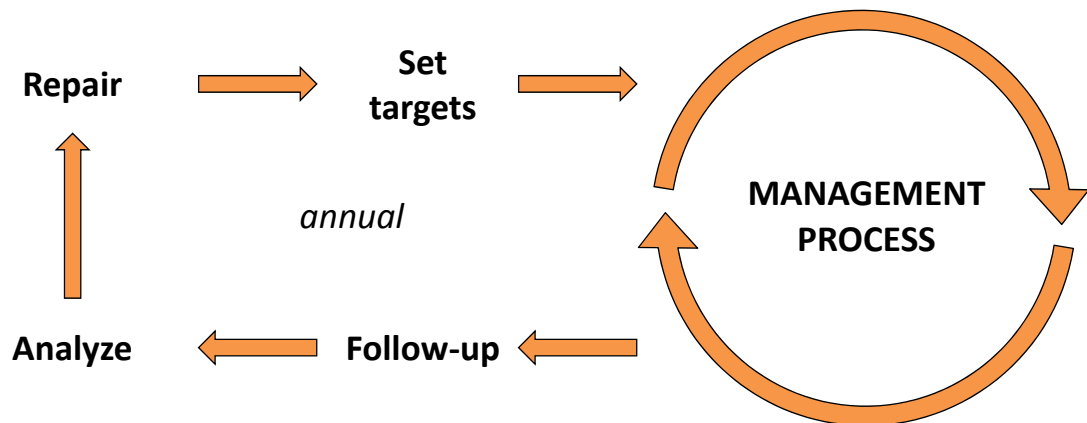 Repair
Set
targets
annual
MANAGEMENT
PROCESS
Analyze
Follow-up